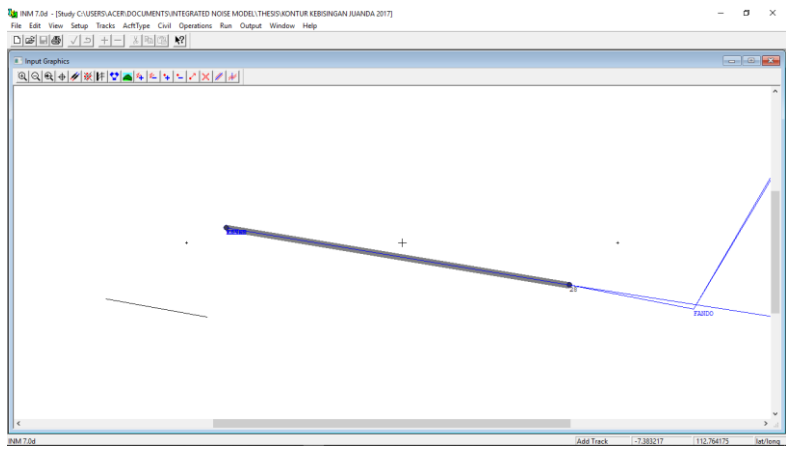 INM 7.0d - [Study C:\USERS\ACER\DOCUMENTS\INTEGRATED NOISE MODEL\THESIS\KONTUR KEBISINGAN JUANDA 2017]
File Edit View Setup Tracks AcftType Civil Operations Run Output Window Help
Input Graphics
28
FANDO
INM 7.0d
Add Track -7.383217 112.764175 lat/long